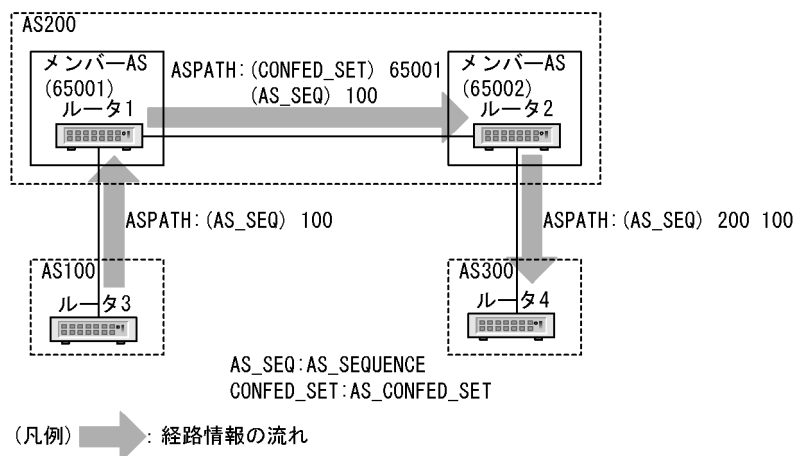 AS200
メンバーAS
(65001)
ルータ1
ASPATH:(CONFED_SET) 65001
(AS_SEQ) 100
メンバーAS
(65002)
ルータ2
ASPATH:(AS_SEQ) 100
ASPATH:(AS_SEQ) 200 100
AS100
ルータ3
AS300
ルータ4
AS_SEQ:AS_SEQUENCE
CONFED_SET:AS_CONFED_SET
(凡例) : 経路情報の流れ